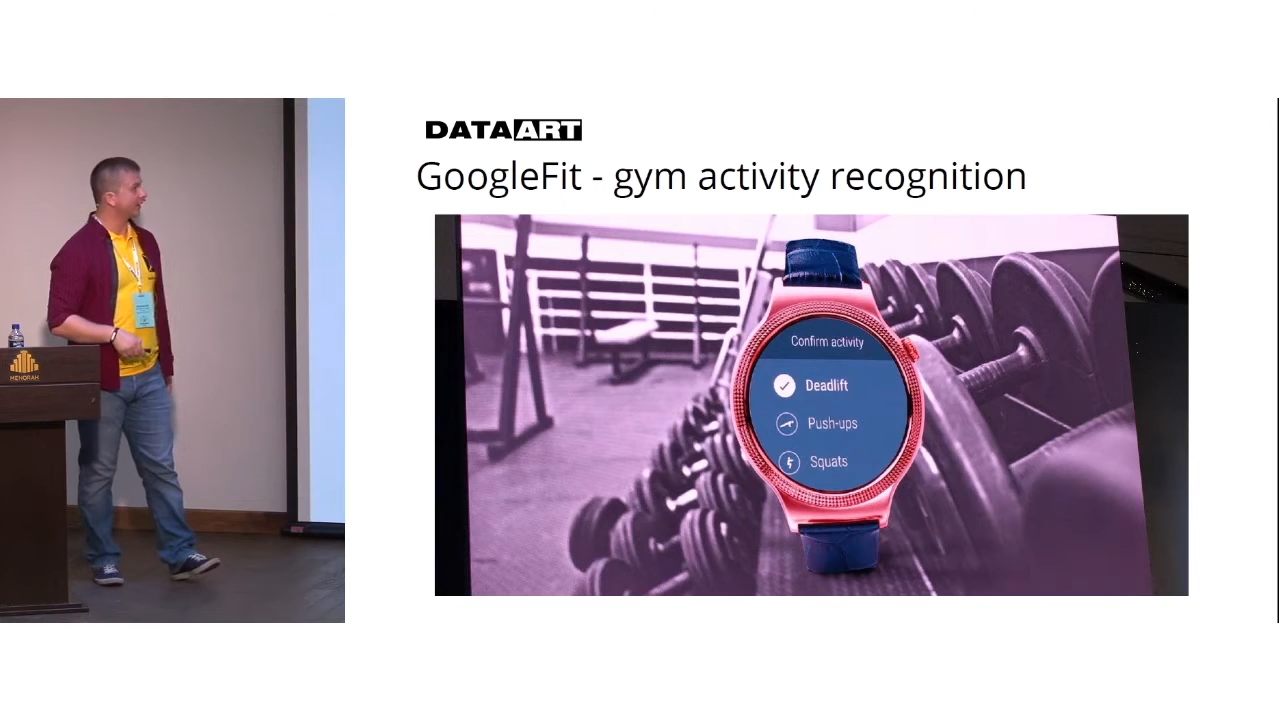 DATAART
GoogleFit - gym activity recognition
Confirm activity
Deadlift
Push-ups
Squats
MENORAH